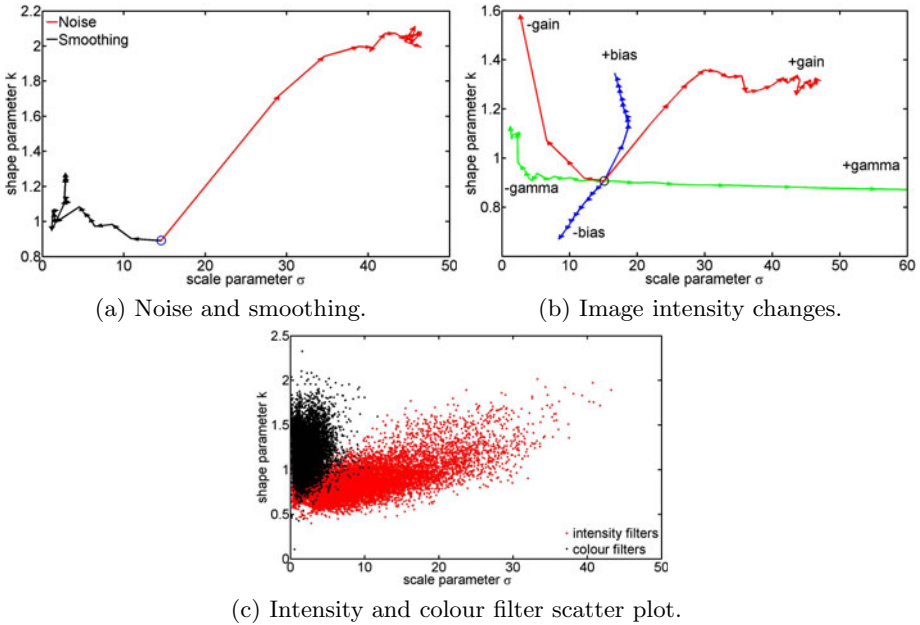 2.2
2
1.8
1.6
1.4
1.2
1
0.8
shape parameter k
Noise
Smoothing
0 10 20 30 40 50
scale parameter σ
(a) Noise and smoothing.
1.6
1.4
1.2
1
0.8
shape parameter k
-gain
+bias
+gain
-gamma
+gamma
-bias
0 10 20 30 40 50 60
scale parameter σ
(b) Image intensity changes.
2.5
2
1.5
1
0.5
0
shape parameter k
intensity filters
colour filters
0 10 20 30 40 50
scale parameter σ
(c) Intensity and colour filter scatter plot.